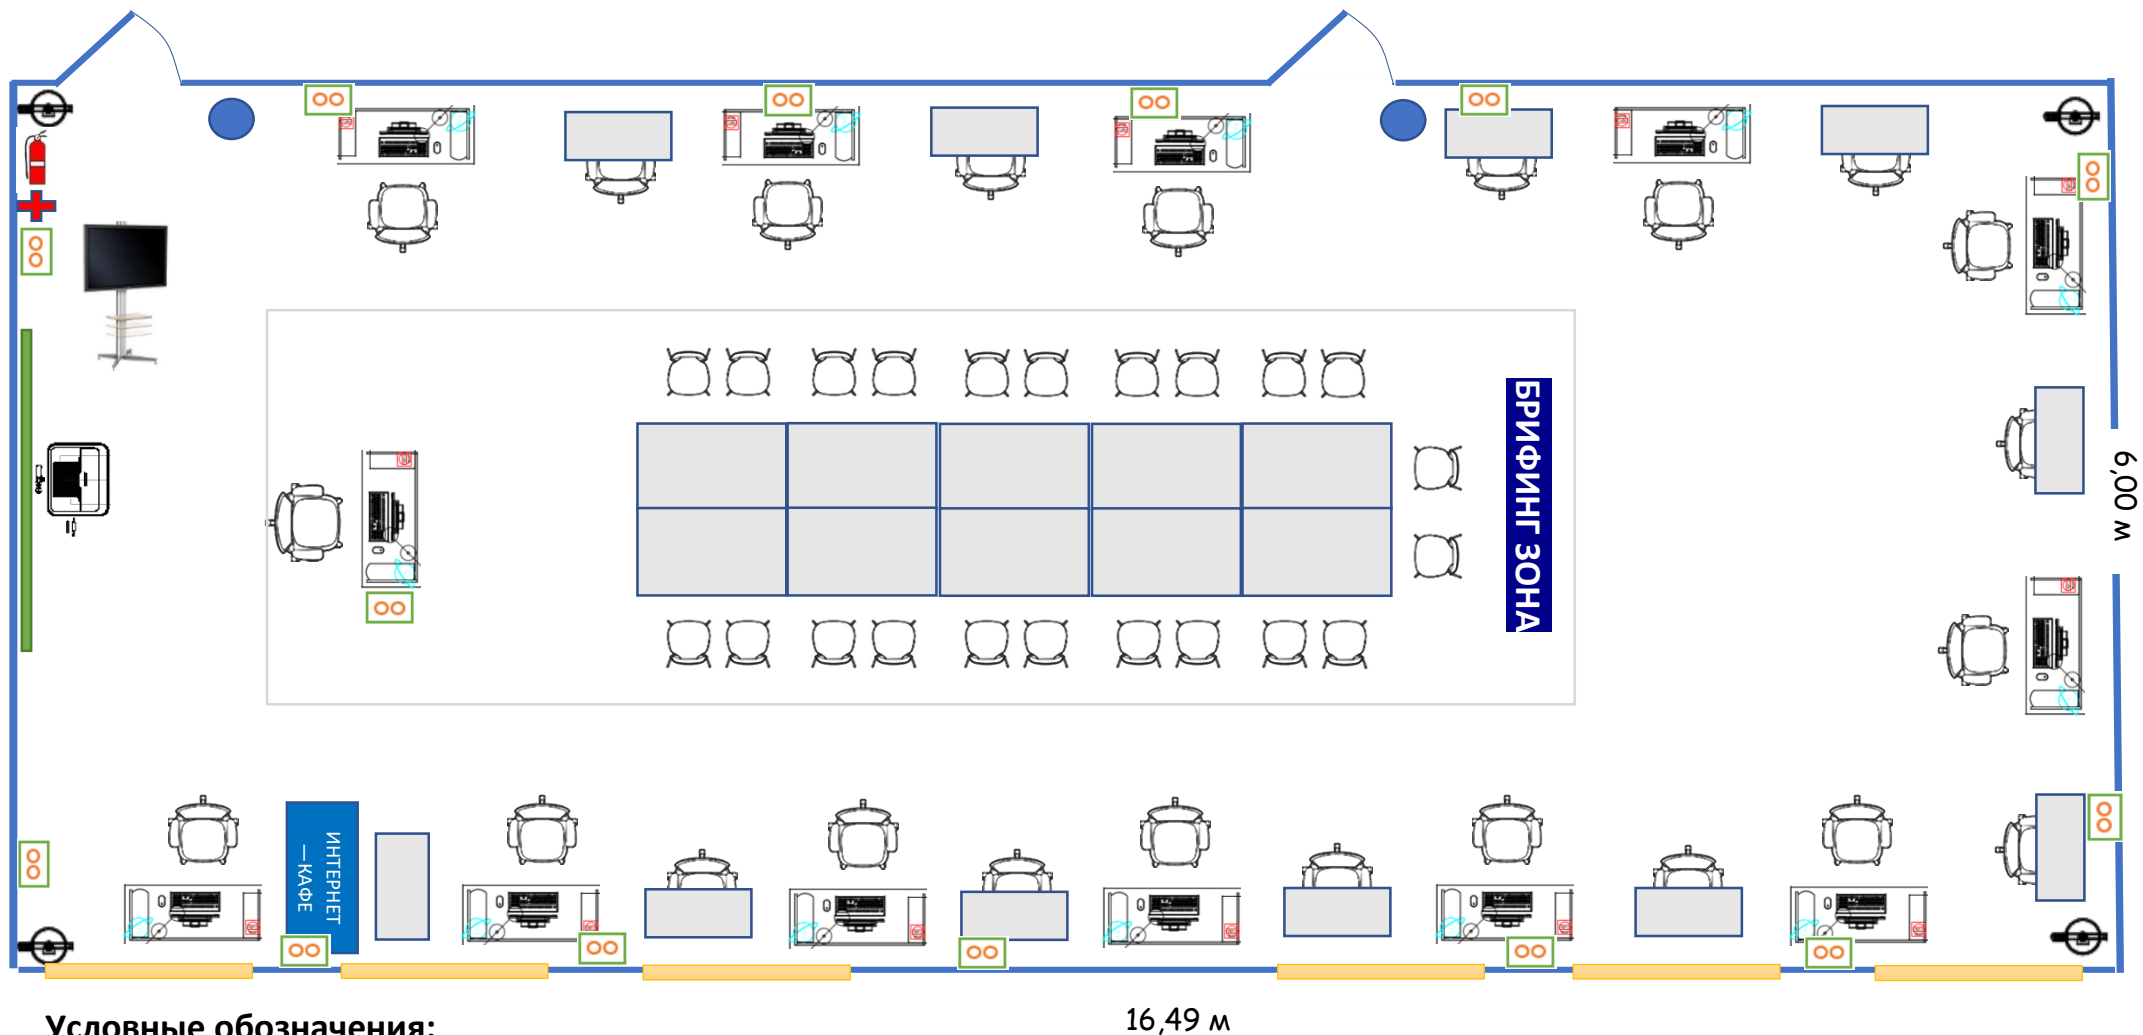 БРИФИНГ ЗОНА
6,00 м
ИНТЕРНЕТ
—КАФЕ
16,49 м
Условные обозначения: